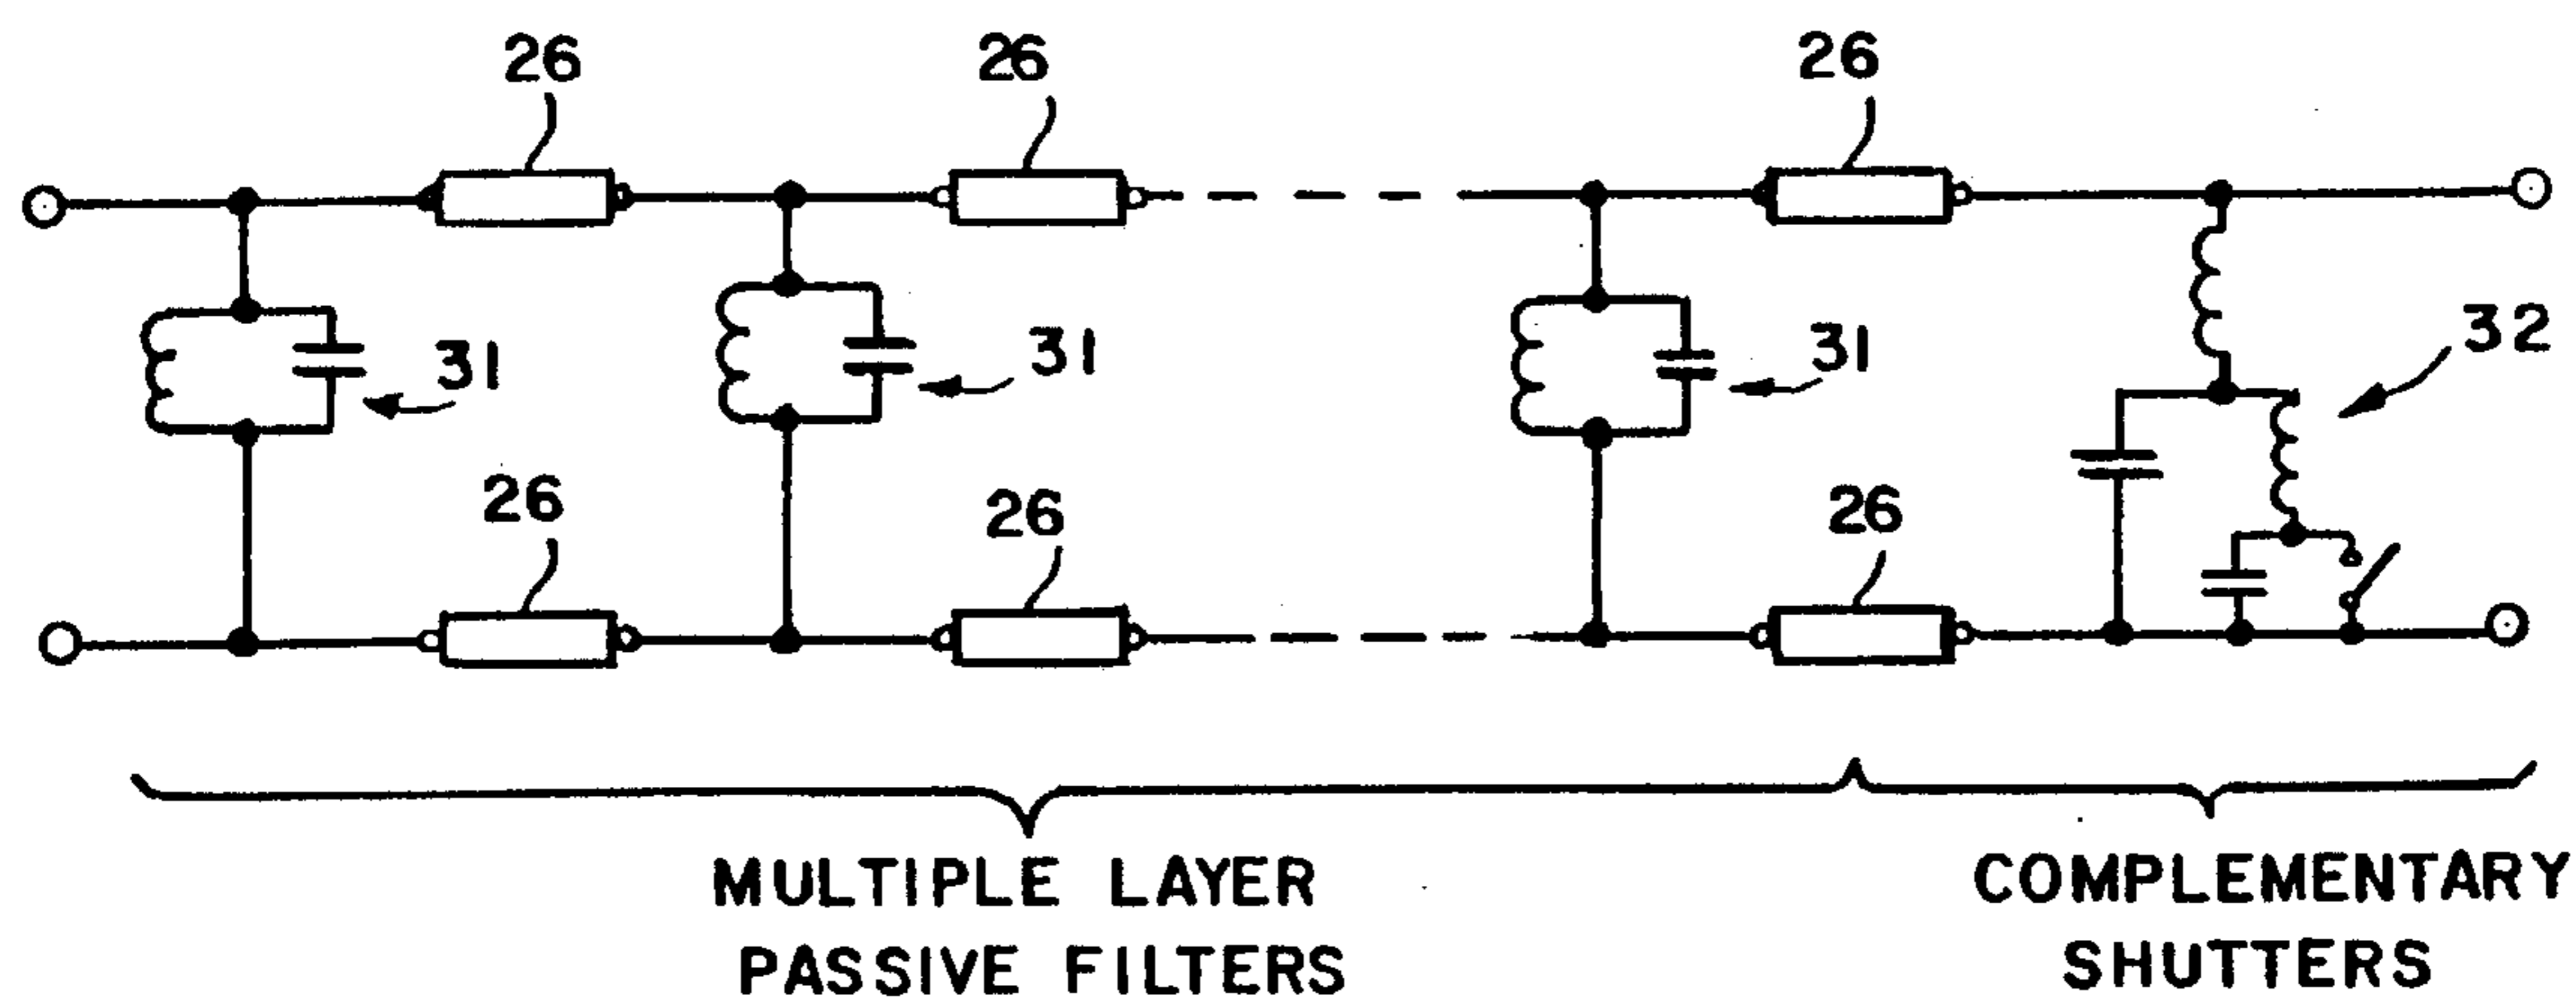 26 26 26
31 31 31 32
26 26 26
MULTIPLE LAYER
PASSIVE FILTERS
COMPLEMENTARY
SHUTTERS